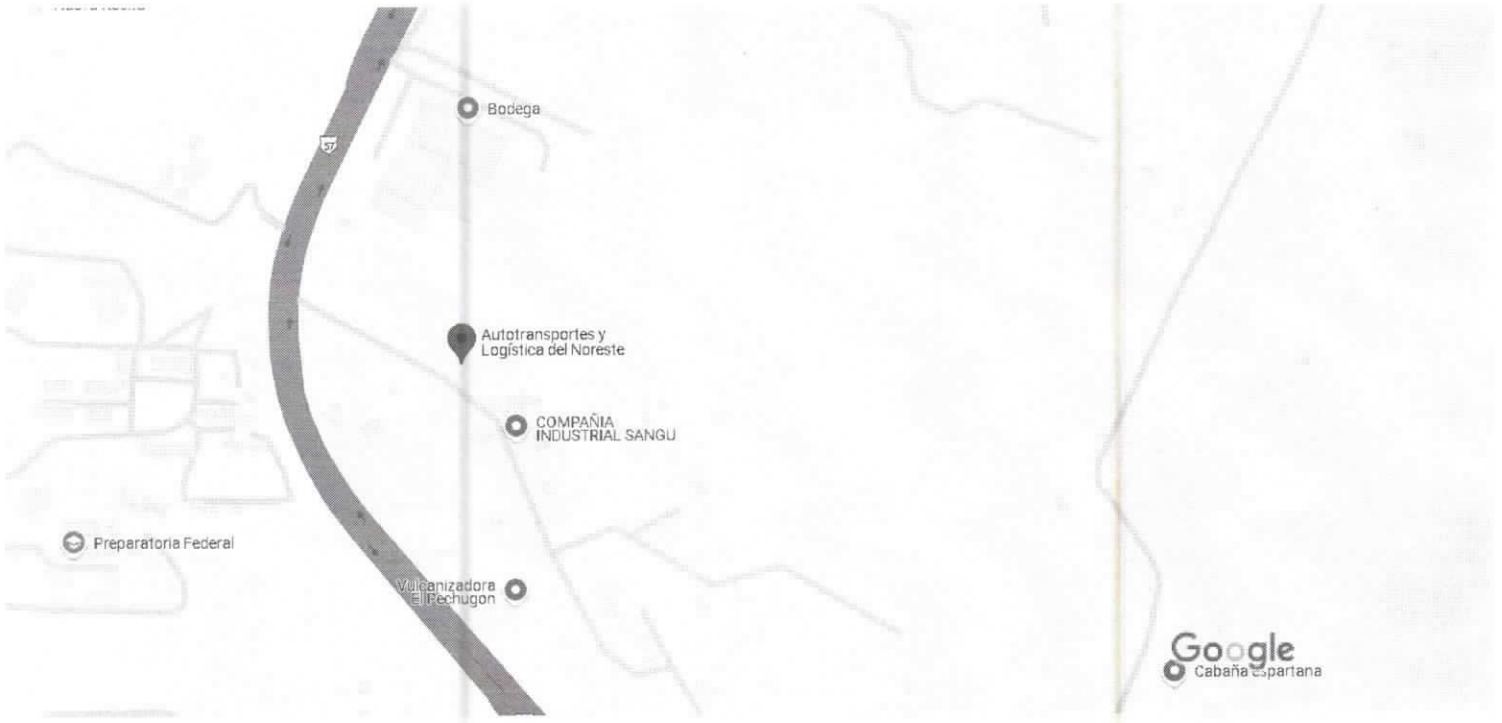 Bodega
57
Autotransportes y
Logística del Noreste
COMPAÑIA
INDUSTRIAL SANGU
Preparatoria Federal
Vulcanizadora
El Pechugon
Google
Cabaña espartana